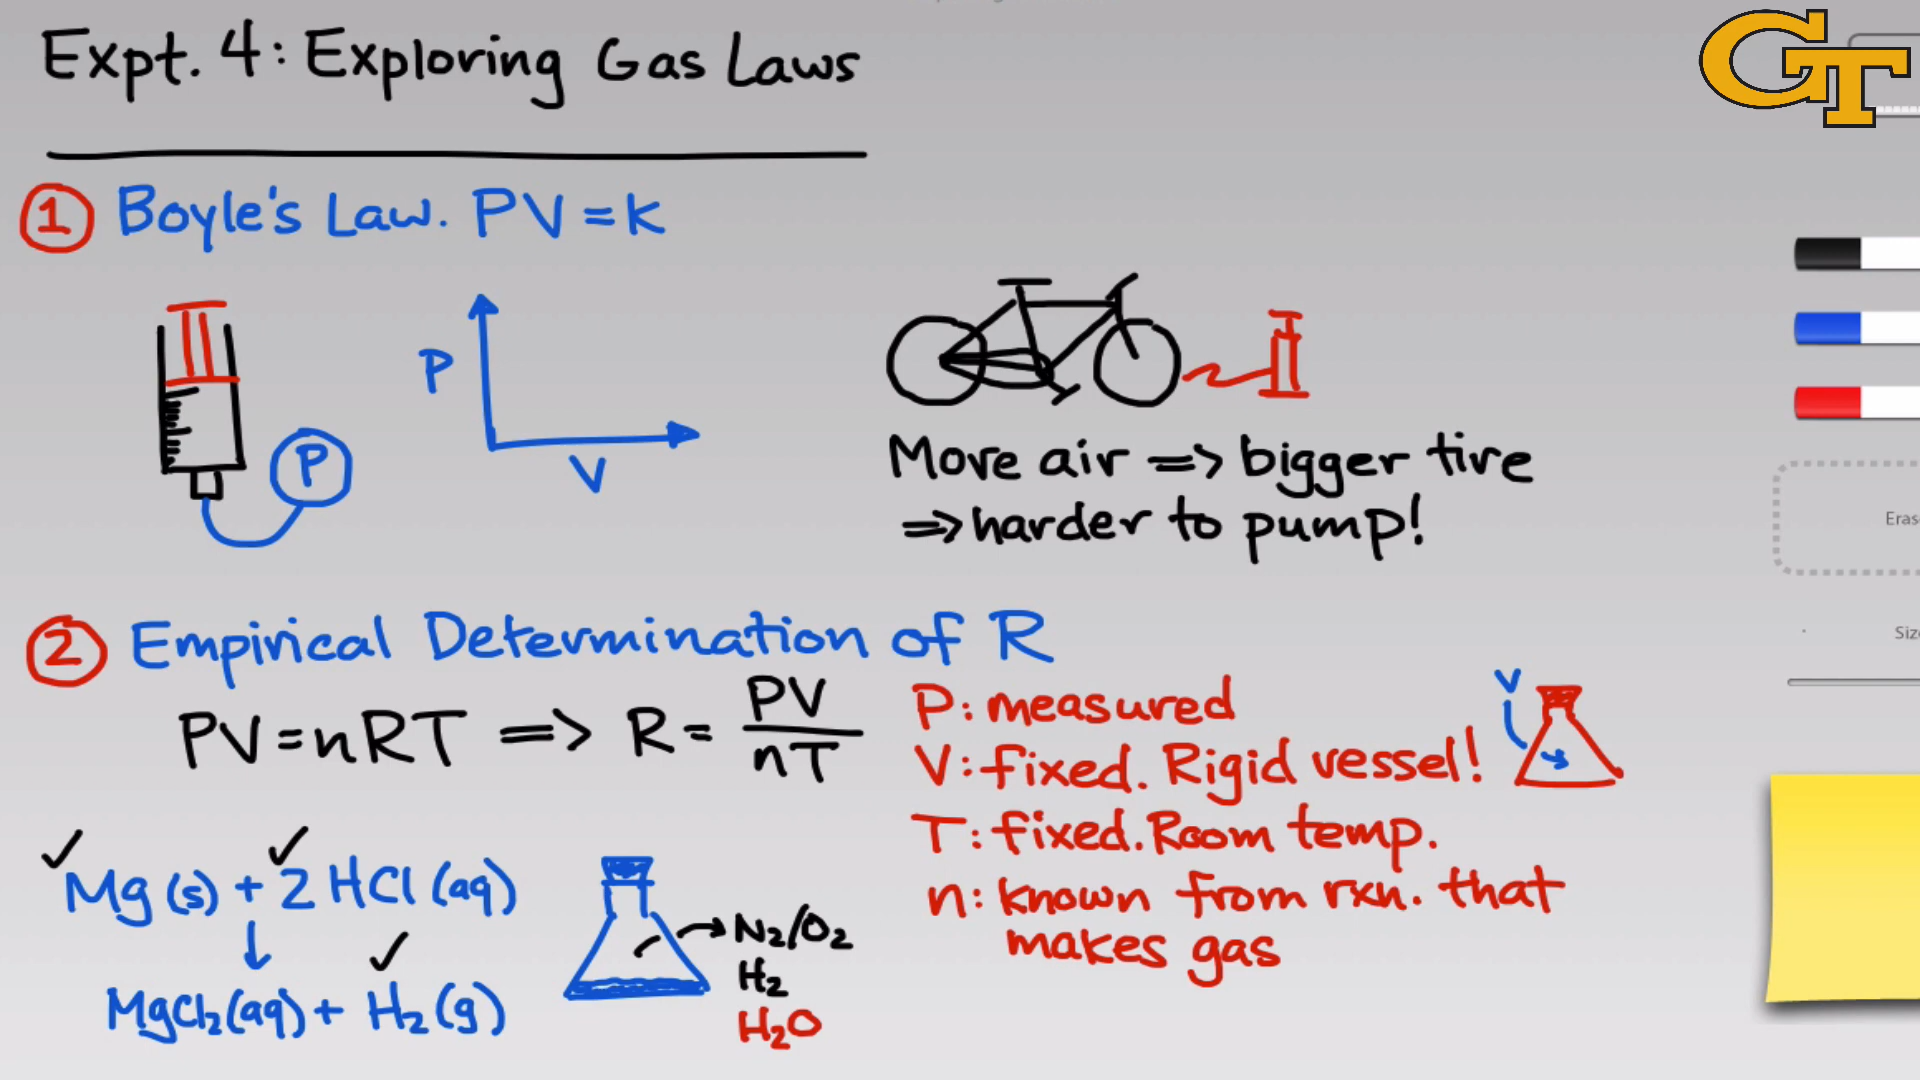 Expt. 4: Exploring Gas Laws
GT
1 Boyle's Law. PV = k
P
V
P
Move air => bigger tire
=> harder to pump!
2 Empirical Determination of R
PV = nRT => R = PV/nT
P: measured
V: fixed. Rigid vessel!
V
T: fixed. Room temp.
n: known from rxn. that
makes gas
✓ ✓
Mg (s) + 2 HCl (aq)
↓ ✓
MgCl₂(aq) + H₂ (g)
N₂/O₂
H₂
H₂O
Eras
Siz